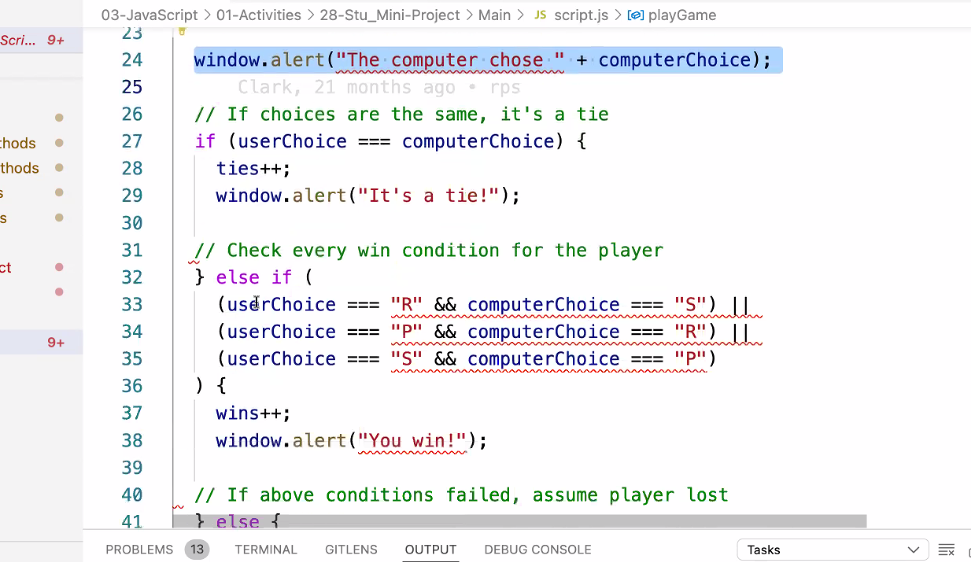 03-JavaScript > 01-Activities > 28-Stu_Mini-Project > Main > JS script.js > playGame
Scri... 9+
thods
thods
s
s
ct
9+
23
24 window.alert("The computer chose " + computerChoice);
25 Clark, 21 months ago • rps
26 // If choices are the same, it's a tie
27 if (userChoice === computerChoice) {
28 ties++;
29 window.alert("It's a tie!");
30
31 // Check every win condition for the player
32 } else if (
33 (userChoice === "R" && computerChoice === "S") ||
34 (userChoice === "P" && computerChoice === "R") ||
35 (userChoice === "S" && computerChoice === "P")
36 ) {
37 wins++;
38 window.alert("You win!");
39
40 // If above conditions failed, assume player lost
41 } else {
PROBLEMS 13 TERMINAL GITLENS OUTPUT DEBUG CONSOLE Tasks